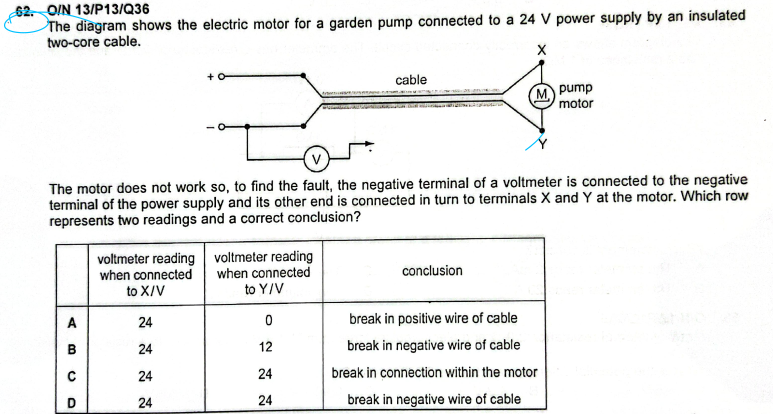 62. O/N 13/P13/Q36
The diagram shows the electric motor for a garden pump connected to a 24 V power supply by an insulated
two-core cable.
X
+
cable
M
pump
motor
–
V
Y
The motor does not work so, to find the fault, the negative terminal of a voltmeter is connected to the negative
terminal of the power supply and its other end is connected in turn to terminals X and Y at the motor. Which row
represents two readings and a correct conclusion?
voltmeter reading when connected to X/V
voltmeter reading when connected to Y/V
conclusion
A 24 0 break in positive wire of cable
B 24 12 break in negative wire of cable
C 24 24 break in connection within the motor
D 24 24 break in negative wire of cable